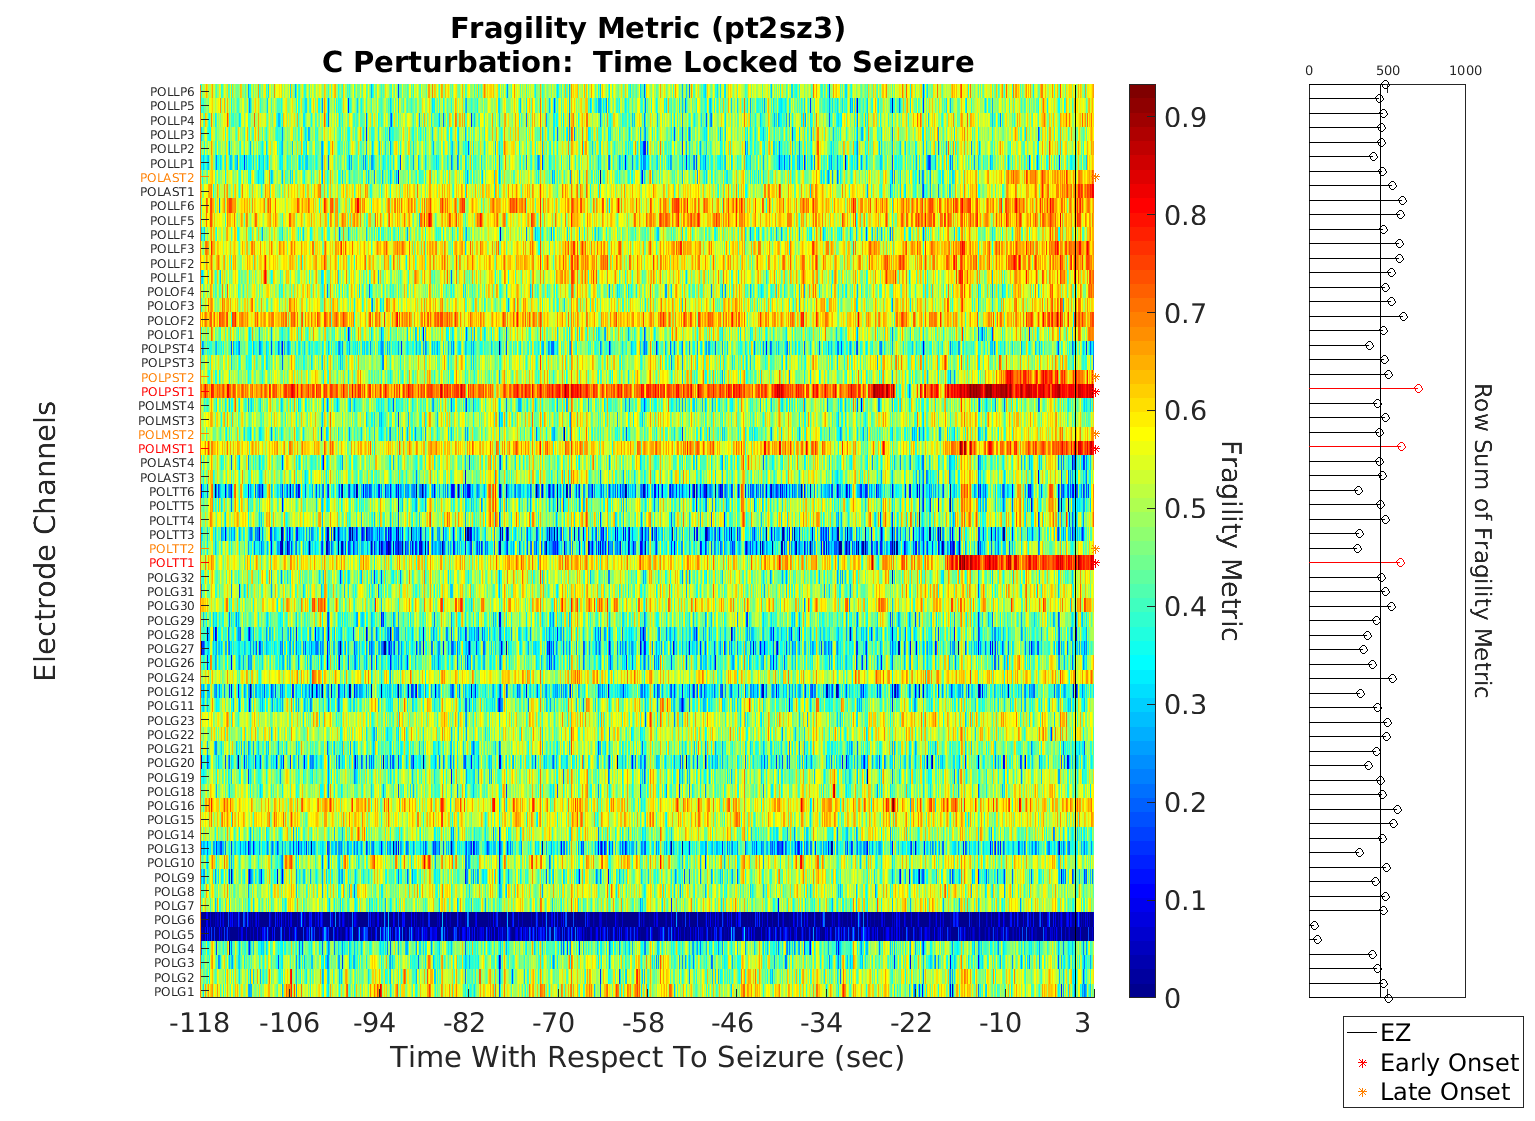 Fragility Metric (pt2sz3)
C Perturbation:  Time Locked to Seizure
Electrode Channels
POLLP6
POLLP5
POLLP4
POLLP3
POLLP2
POLLP1
POLAST2
POLAST1
POLLF6
POLLF5
POLLF4
POLLF3
POLLF2
POLLF1
POLOF4
POLOF3
POLOF2
POLOF1
POLPST4
POLPST3
POLPST2
POLPST1
POLMST4
POLMST3
POLMST2
POLMST1
POLAST4
POLAST3
POLTT6
POLTT5
POLTT4
POLTT3
POLTT2
POLTT1
POLG32
POLG31
POLG30
POLG29
POLG28
POLG27
POLG26
POLG24
POLG12
POLG11
POLG23
POLG22
POLG21
POLG20
POLG19
POLG18
POLG16
POLG15
POLG14
POLG13
POLG10
POLG9
POLG8
POLG7
POLG6
POLG5
POLG4
POLG3
POLG2
POLG1
-118 -106 -94 -82 -70 -58 -46 -34 -22 -10 3
Time With Respect To Seizure (sec)
0.9
0.8
0.7
0.6
0.5
0.4
0.3
0.2
0.1
0
Fragility Metric
0 500 1000
Row Sum of Fragility Metric
EZ
Early Onset
Late Onset